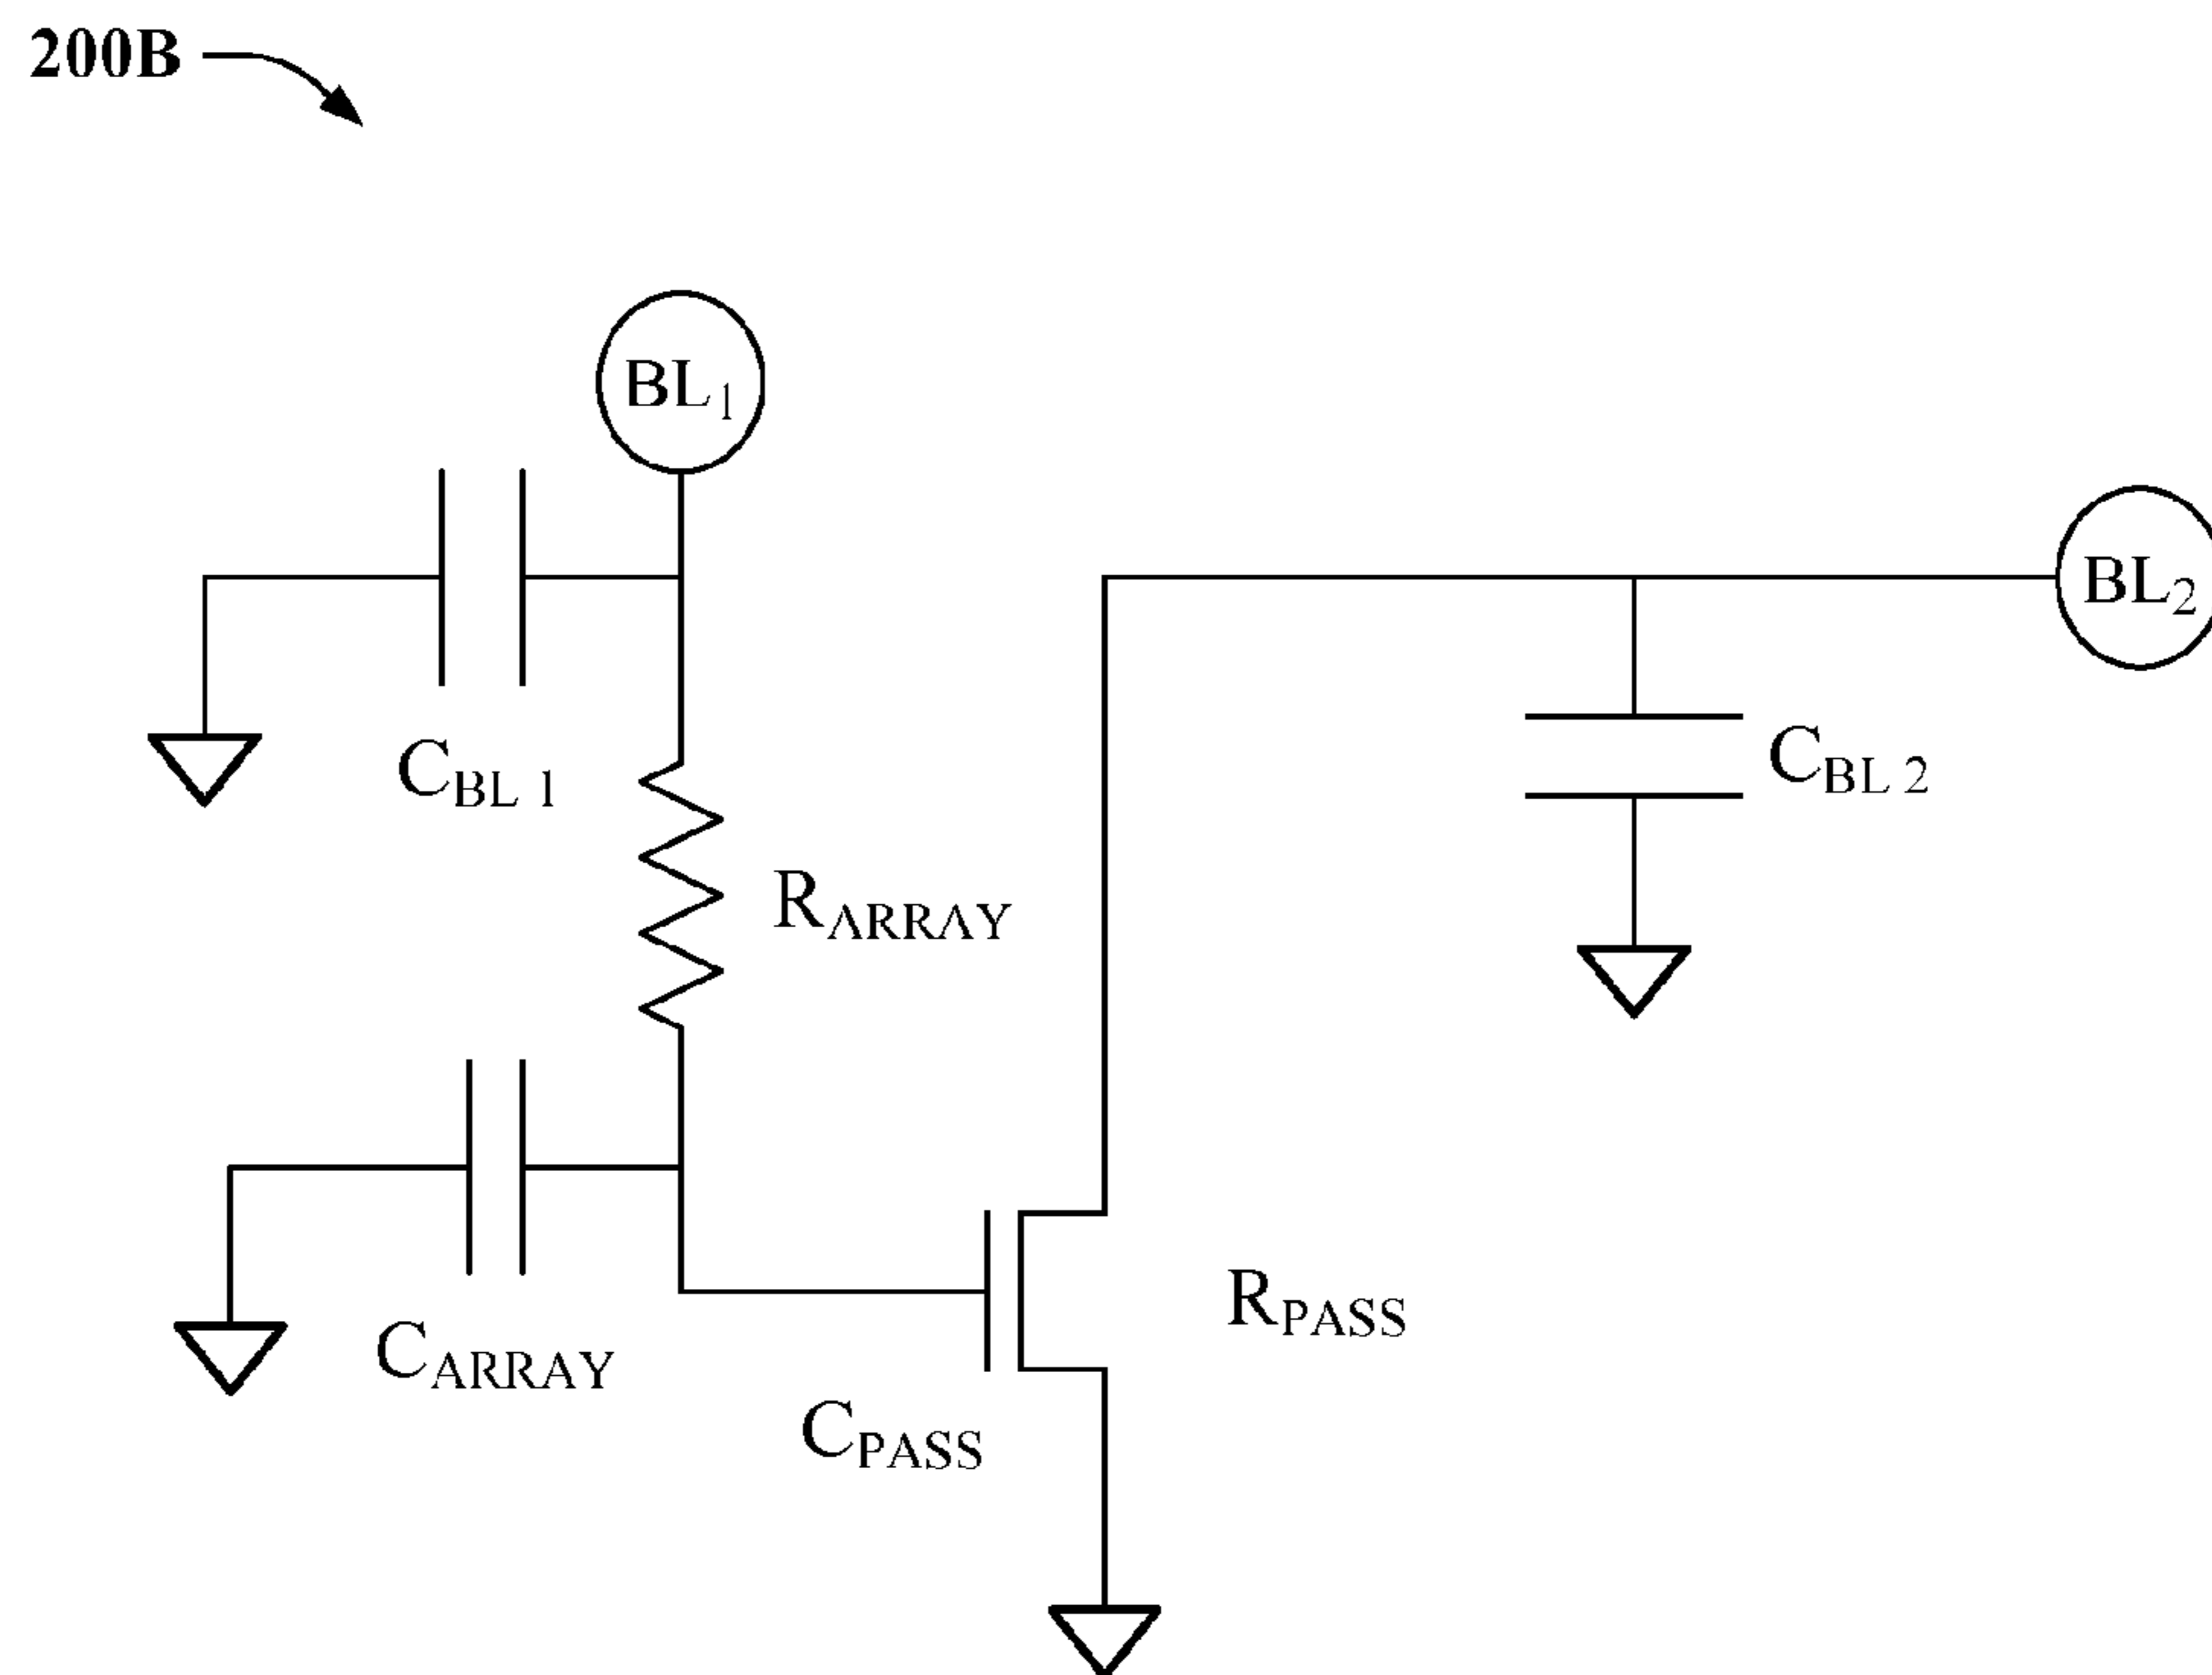 200B
BL1
BL2
CBL 1
CBL 2
RARRAY
RPASS
CARRAY
CPASS